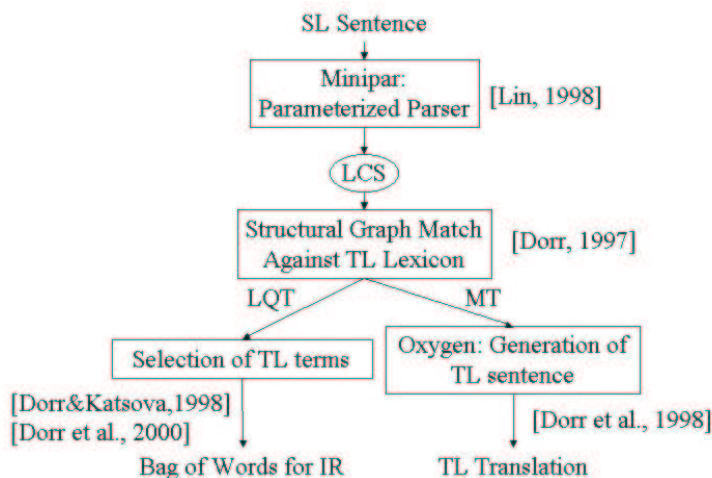 SL Sentence
Minipar:
Parameterized Parser
[Lin, 1998]
LCS
Structural Graph Match
Against TL Lexicon
[Dorr, 1997]
LQT
MT
Selection of TL terms
Oxygen: Generation of
TL sentence
[Dorr&Katsova,1998]
[Dorr et al., 2000]
[Dorr et al., 1998]
Bag of Words for IR
TL Translation